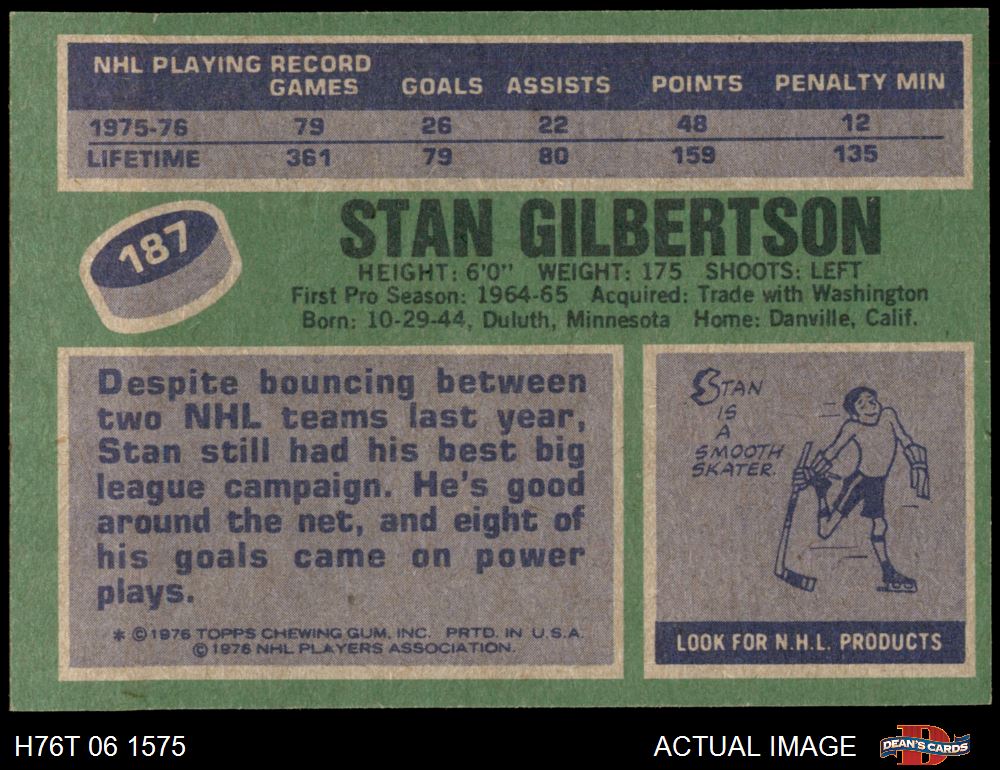 NHL PLAYING RECORD
GAMES GOALS ASSISTS POINTS PENALTY MIN
1975-76 79 26 22 48 12
LIFETIME 361 79 80 159 135
187
STAN GILBERTSON
HEIGHT: 6'0" WEIGHT: 175 SHOOTS: LEFT
First Pro Season: 1964-65 Acquired: Trade with Washington
Born: 10-29-44, Duluth, Minnesota Home: Danville, Calif.
Despite bouncing between
two NHL teams last year,
Stan still had his best big
league campaign. He's good
around the net, and eight of
his goals came on power
plays.
* © 1976 TOPPS CHEWING GUM, INC. PRTD. IN U.S.A.
© 1976 NHL PLAYERS ASSOCIATION.
STAN
IS
A
SMOOTH
SKATER.
LOOK FOR N.H.L. PRODUCTS
H76T 06 1575
ACTUAL IMAGE
DEAN'S CARDS